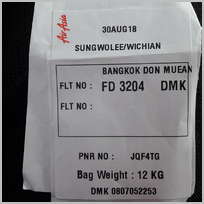 AirAsia
30AUG18
SUNGWOLEE/WICHIAN
BANGKOK DON MUEAN
FLT NO : FD 3204 DMK
FLT NO :
PNR NO : JQF4TG
Bag Weight : 12 KG
DMK 0807052253